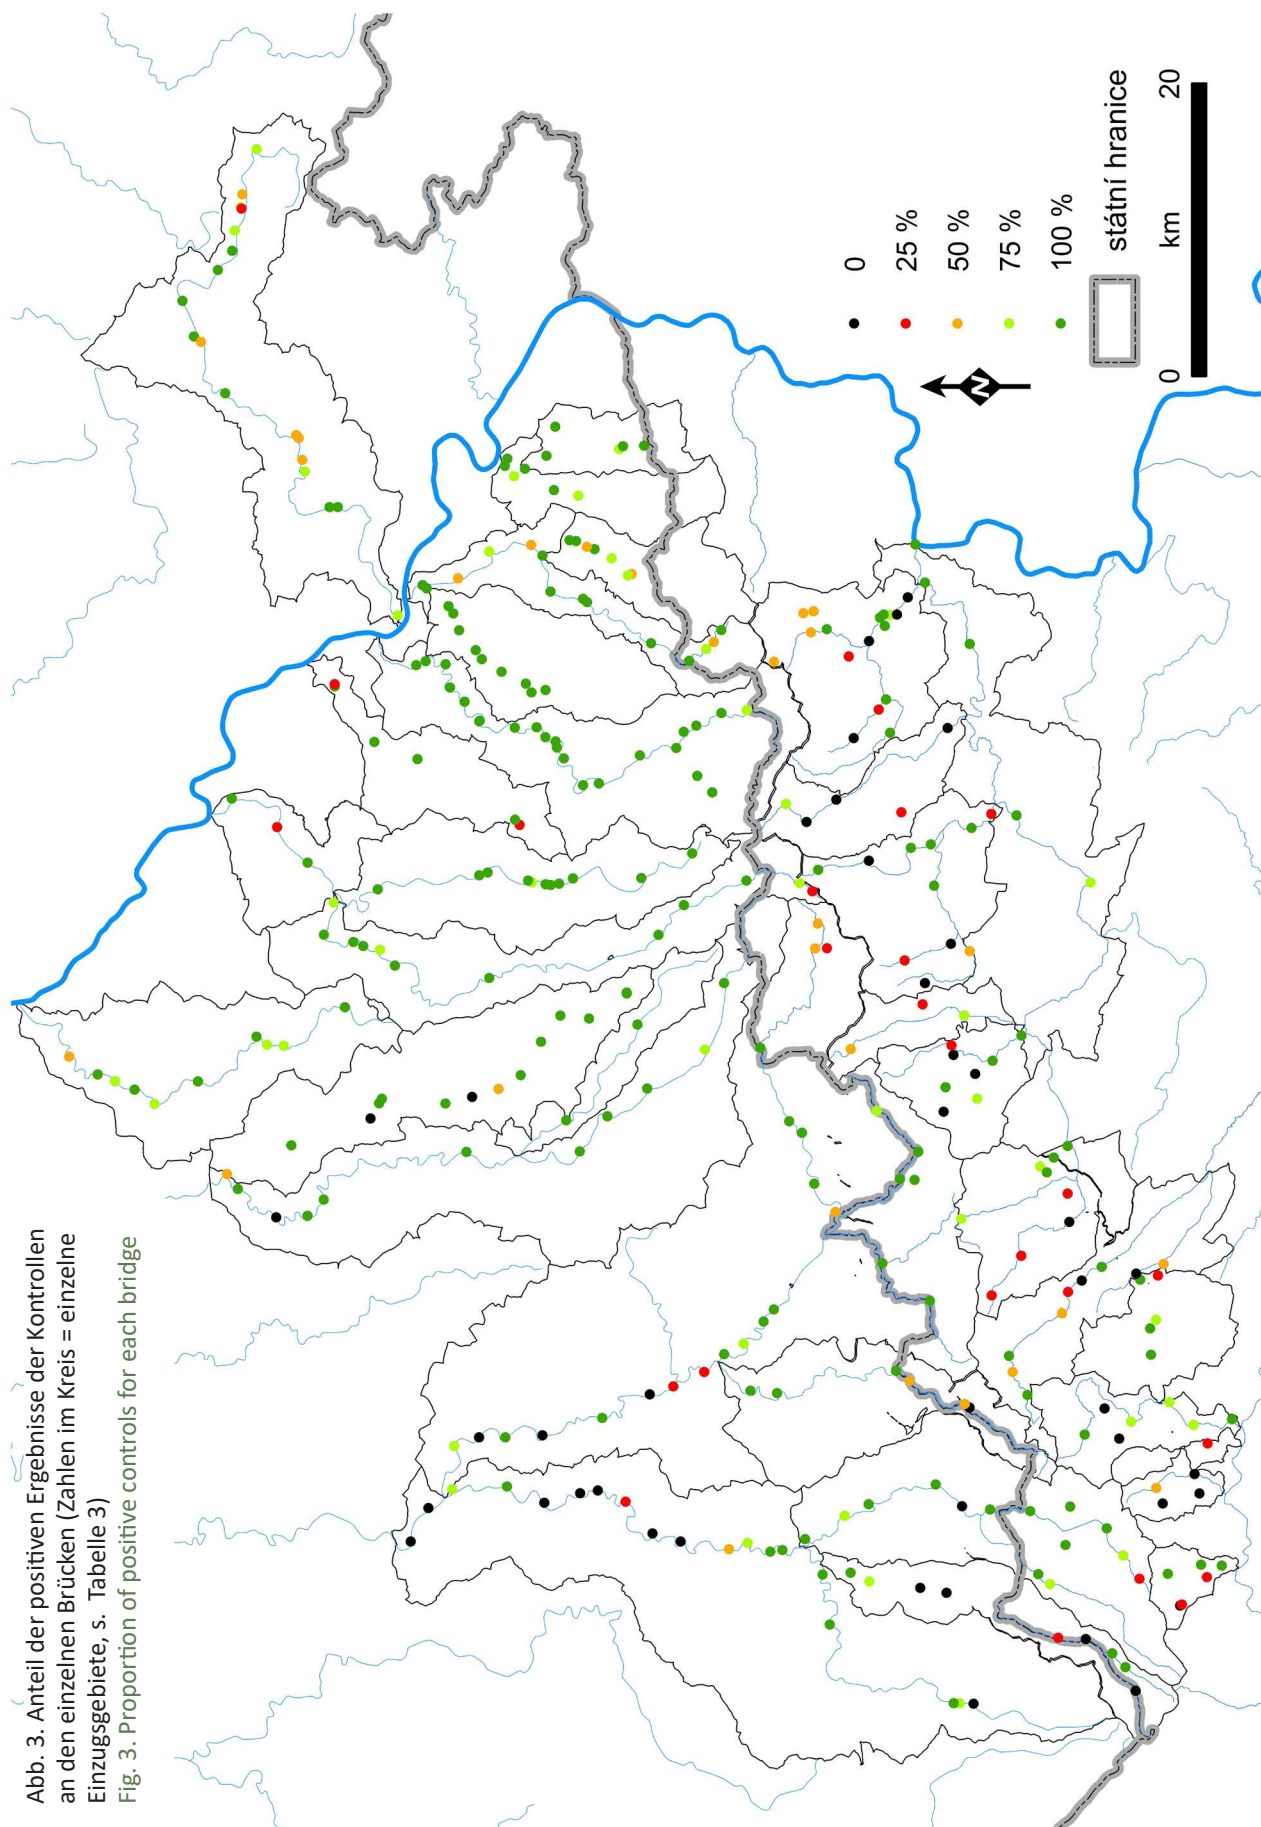 Abb. 3. Anteil der positiven Ergebnisse der Kontrollen
an den einzelnen Brücken (Zahlen im Kreis = einzelne
Einzugsgebiete, s. Tabelle 3)
Fig. 3. Proportion of positive controls for each bridge
0
25 %
50 %
75 %
100 %
státní hranice
N
0 km 20